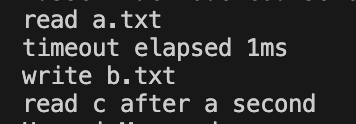 read a.txt
timeout elapsed 1ms
write b.txt
read c after a second